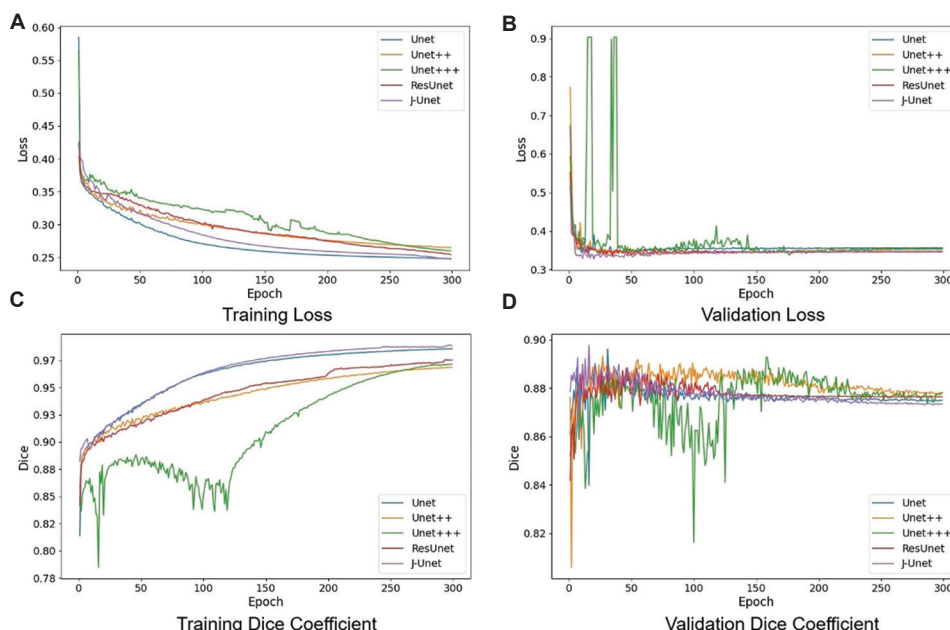 A
0.60
0.55
0.50
0.45
0.40
0.35
0.30
0.25
Loss
0 50 100 150 200 250 300
Epoch
Unet
Unet++
Unet+++
ResUnet
J-Unet
Training Loss
B
0.9
0.8
0.7
0.6
0.5
0.4
0.3
Loss
0 50 100 150 200 250 300
Epoch
Unet
Unet++
Unet+++
ResUnet
J-Unet
Validation Loss
C
0.97
0.95
0.93
0.90
0.88
0.85
0.82
0.80
0.78
Dice
0 50 100 150 200 250 300
Epoch
Unet
Unet++
Unet+++
ResUnet
J-Unet
Training Dice Coefficient
D
0.90
0.88
0.86
0.84
0.82
Dice
0 50 100 150 200 250 300
Epoch
Unet
Unet++
Unet+++
ResUnet
J-Unet
Validation Dice Coefficient